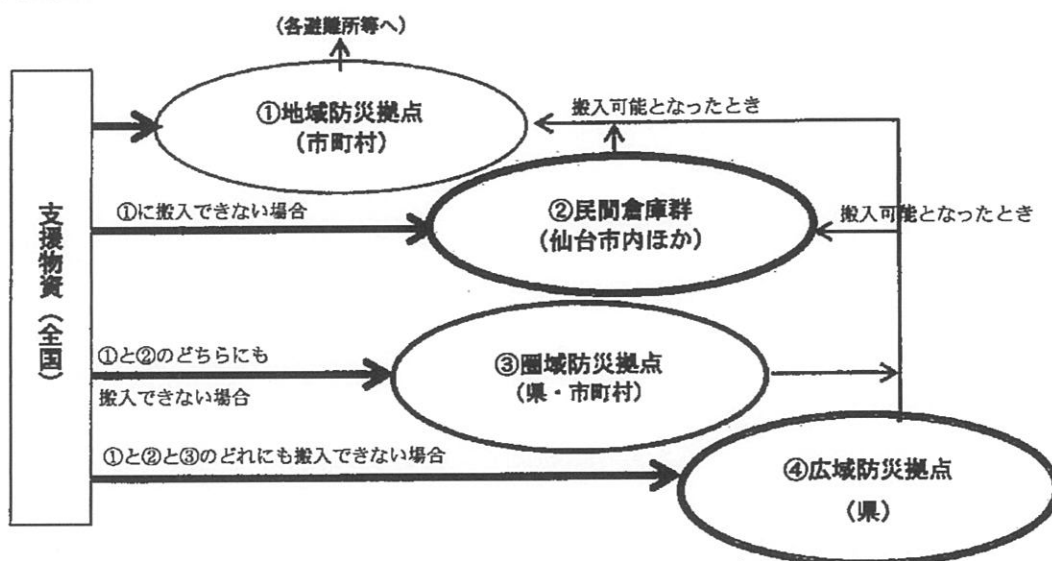 (各避難所等へ)
①地域防災拠点
(市町村)
搬入可能となったとき
①に搬入できない場合
②民間倉庫群
(仙台市内ほか)
搬入可能となったとき
支援物資(全国)
①と②のどちらにも
搬入できない場合
③圏域防災拠点
(県・市町村)
①と②と③のどれにも搬入できない場合
④広域防災拠点
(県)